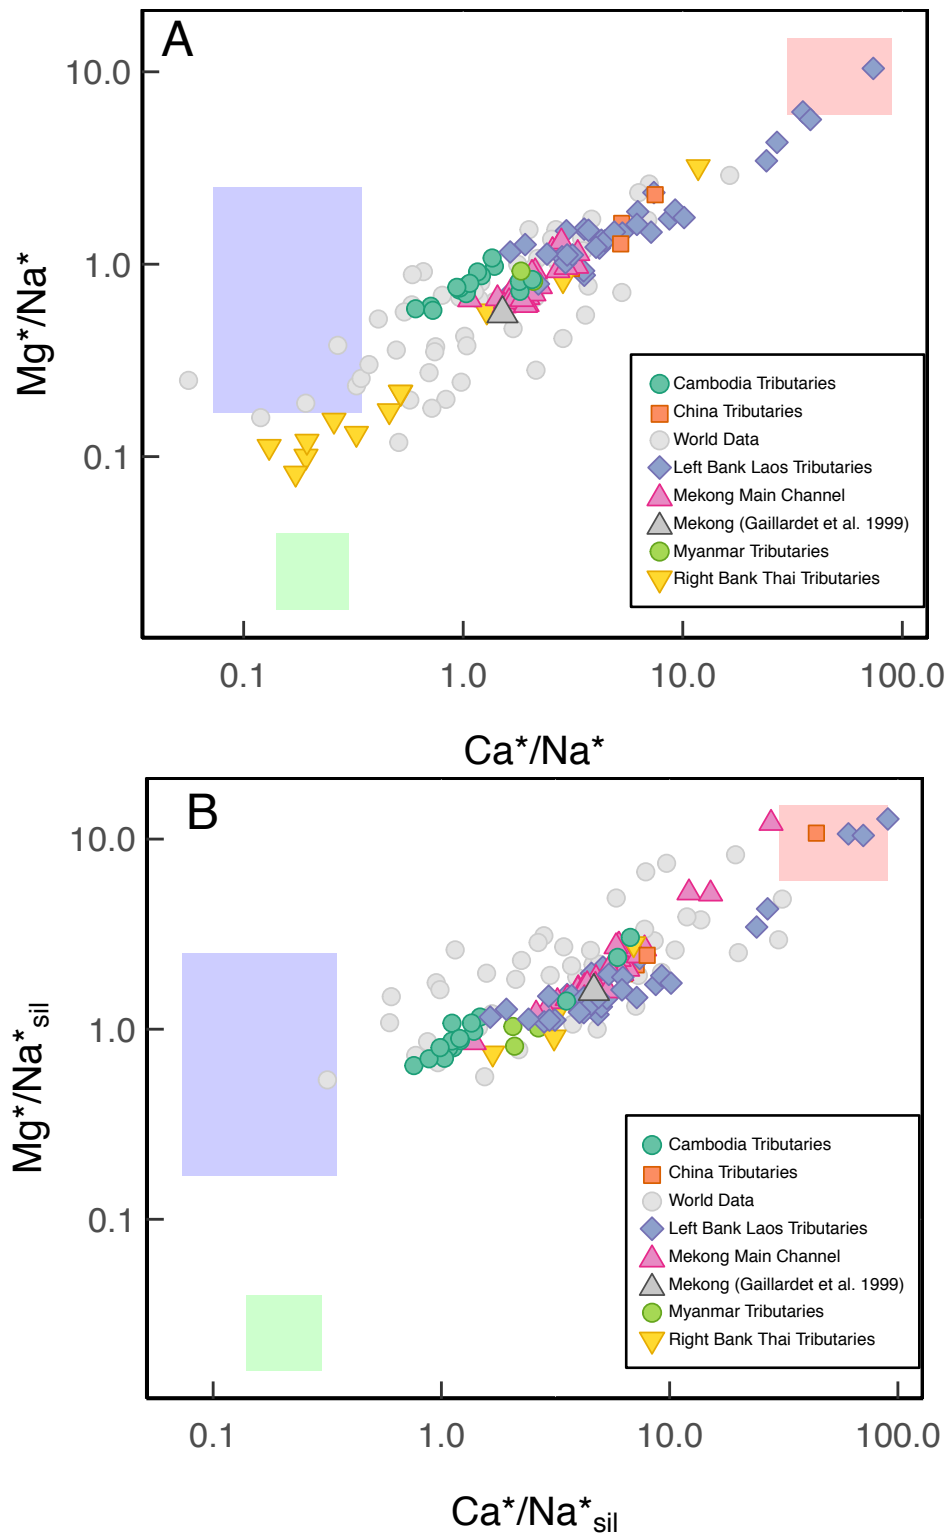 A
10.0
1.0
0.1
Mg*/Na*
Cambodia Tributaries
China Tributaries
World Data
Left Bank Laos Tributaries
Mekong Main Channel
Mekong (Gaillardet et al. 1999)
Myanmar Tributaries
Right Bank Thai Tributaries
0.1 1.0 10.0 100.0
Ca*/Na*
B
10.0
1.0
0.1
Mg*/Na*sil
Cambodia Tributaries
China Tributaries
World Data
Left Bank Laos Tributaries
Mekong Main Channel
Mekong (Gaillardet et al. 1999)
Myanmar Tributaries
Right Bank Thai Tributaries
0.1 1.0 10.0 100.0
Ca*/Na*sil